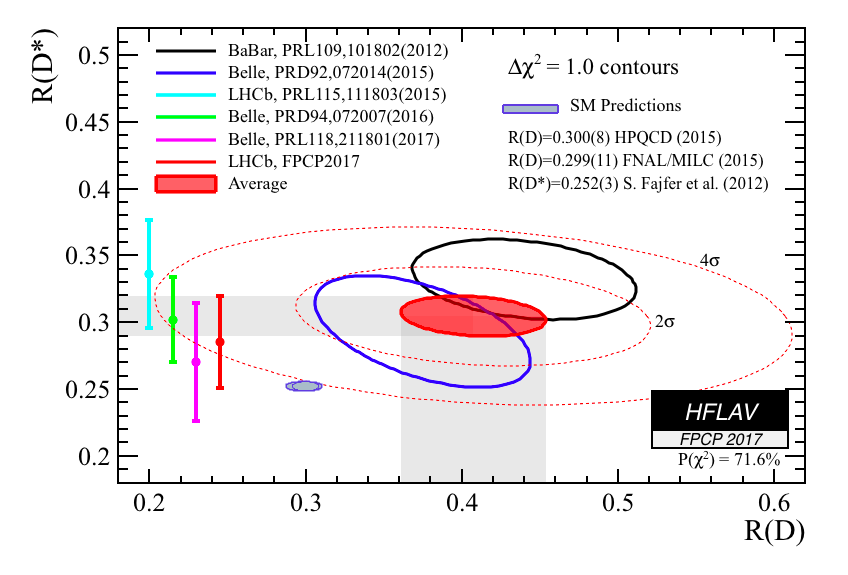 R(D*)
0.5
0.45
0.4
0.35
0.3
0.25
0.2
BaBar, PRL109,101802(2012)
Belle, PRD92,072014(2015)
LHCb, PRL115,111803(2015)
Belle, PRD94,072007(2016)
Belle, PRL118,211801(2017)
LHCb, FPCP2017
Average
Δχ² = 1.0 contours
SM Predictions
R(D)=0.300(8) HPQCD (2015)
R(D)=0.299(11) FNAL/MILC (2015)
R(D*)=0.252(3) S. Fajfer et al. (2012)
4σ
2σ
HFLAV
FPCP 2017
P(χ²) = 71.6%
0.2
0.3
0.4
0.5
0.6
R(D)